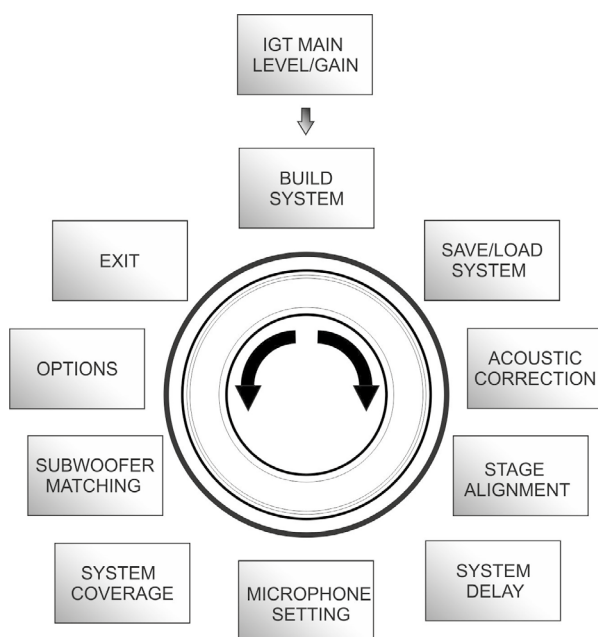 IGT MAIN
LEVEL/GAIN
BUILD
SYSTEM
EXIT
SAVE/LOAD
SYSTEM
OPTIONS
ACOUSTIC
CORRECTION
SUBWOOFER
MATCHING
STAGE
ALIGNMENT
SYSTEM
COVERAGE
MICROPHONE
SETTING
SYSTEM
DELAY